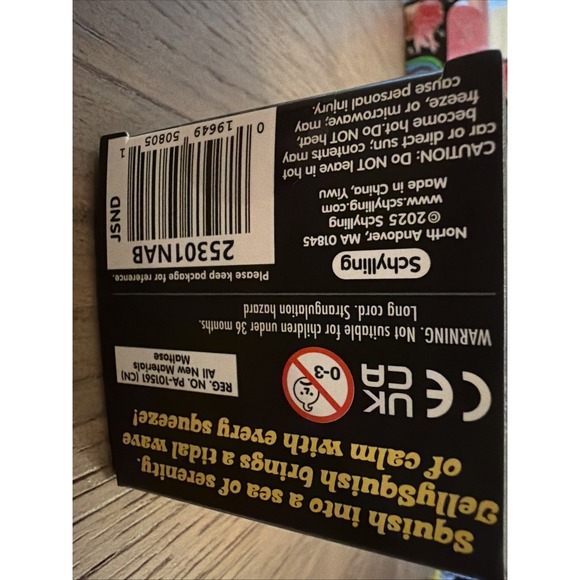 Squish into a sea of serenity.
JellySquish brings a tidal wave
of calm with every squeeze!
CE
UK
CA
0-3
REG. NO. PA-101561 (CN)
All New Materials
Maltose
WARNING. Not suitable for children under 36 months.
Long cord. Strangulation hazard
Schylling
North Andover, MA 01845
© 2025 Schylling
www.schylling.com
Made in China, Yiwu
CAUTION: Do NOT leave in hot
car or direct sun; contents may
become hot.Do NOT heat,
freeze, or microwave; may
cause personal injury.
Please keep package for reference.
25301NAB
JSND
0 19649 50805 1